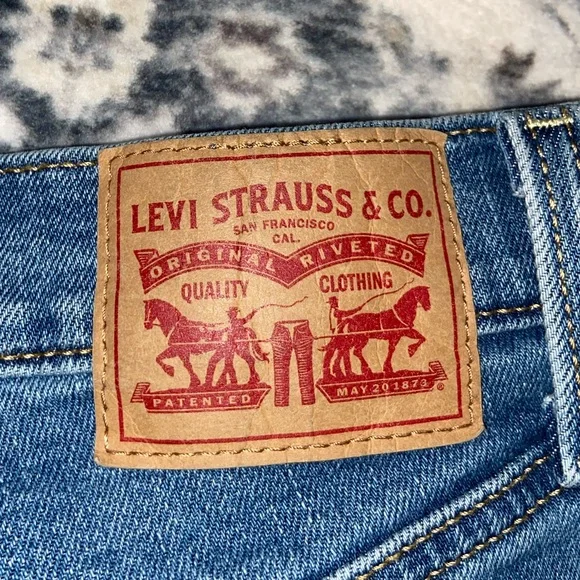 LEVI STRAUSS & CO.
SAN FRANCISCO
CAL.
ORIGINAL RIVETED
QUALITY CLOTHING
PATENTED MAY 20 1873 ®